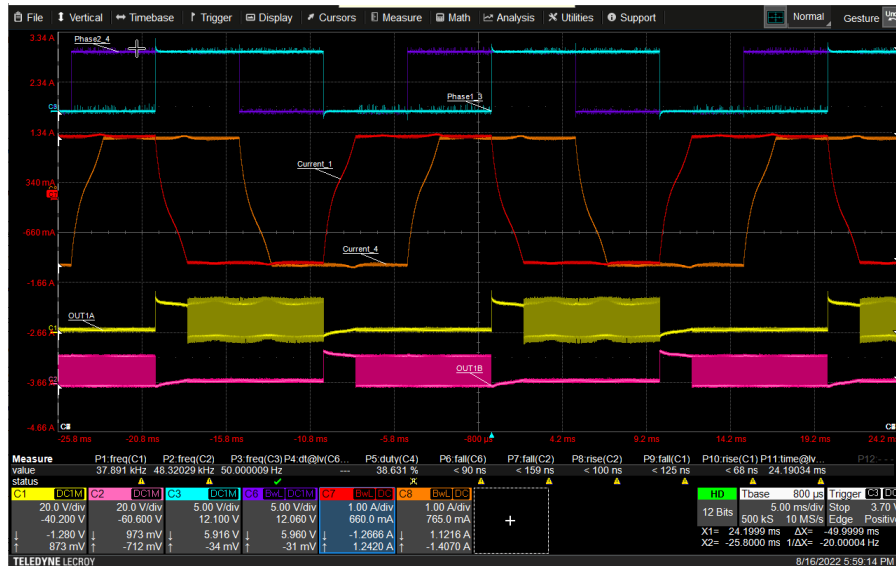 File Vertical Timebase Trigger Display Cursors Measure Math Analysis Utilities Support Normal Gesture
3.34 A
Phase2_4
2.34 A
C3
Phase1_3
1.34 A
Current_1
340 mA
-660 mA
Current_4
-1.66 A
OUT1A
C1
-2.66 A
OUT1B
-3.66 A
C2
-4.66 A
-25.8 ms -20.8 ms -15.8 ms -10.8 ms -5.8 ms -800 µs 4.2 ms 9.2 ms 14.2 ms 19.2 ms 24.2 ms
Measure P1:freq(C1) P2:freq(C2) P3:freq(C3) P4:dt@lv(C6... P5:duty(C4) P6:fall(C6) P7:fall(C2) P8:rise(C2) P9:fall(C1) P10:rise(C1) P11:time@lv... P12 - - -
value 37.891 kHz 48.32029 kHz 50.000009 Hz --- 38.631 % < 90 ns < 159 ns < 100 ns < 125 ns < 68 ns 24.19034 ms
status
C1 DC1M C2 DC1M C3 DC1M BwL DC1M C7 BwL DC C8 BwL DC HD Tbase 800 µs Trigger C3 DC
20.0 V/div 20.0 V/div 5.00 V/div 5.00 V/div 1.00 A/div 1.00 A/div 12 Bits 5.00 ms/div Stop 3.70 V
-40.200 V -60.600 V 12.100 V 12.060 V 660.0 mA 765.0 mA 500 kS 10 MS/s Edge Positive
↓ -1.280 V ↓ 973 mV ↓ 5.916 V ↓ 5.960 V ↓ -1.2666 A ↓ 1.1216 A X1= 24.1999 ms ΔX= -49.9999 ms
↑ 873 mV ↑ -712 mV ↑ -34 mV ↑ -31 mV ↑ 1.2420 A ↑ -1.4070 A X2= -25.8000 ms 1/ΔX= -20.00004 Hz
TELEDYNE LECROY 8/16/2022 5:59:14 PM